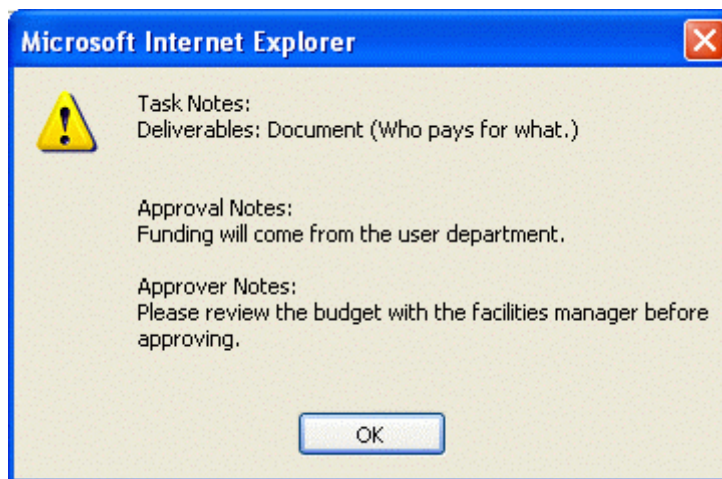 Microsoft Internet Explorer
Task Notes:
Deliverables: Document (Who pays for what.)
Approval Notes:
Funding will come from the user department.
Approver Notes:
Please review the budget with the facilities manager before
approving.
OK